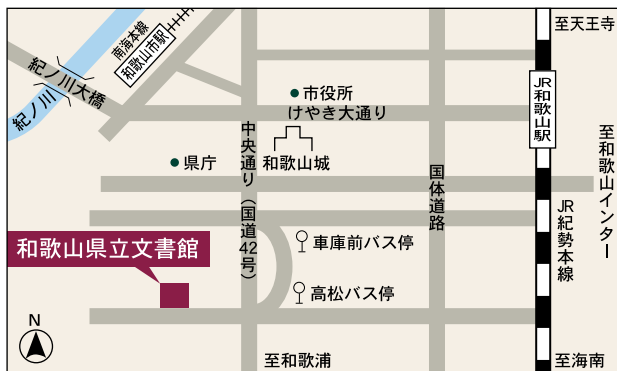 至天王寺
南海本線
和歌山市駅
紀ノ川大橋
紀ノ川
市役所
けやき大通り
JR和歌山駅
中央通り（国道42号）
和歌山城
県庁
国体道路
至和歌山インター
JR紀勢本線
和歌山県立文書館
車庫前バス停
高松バス停
N
至和歌浦
至海南